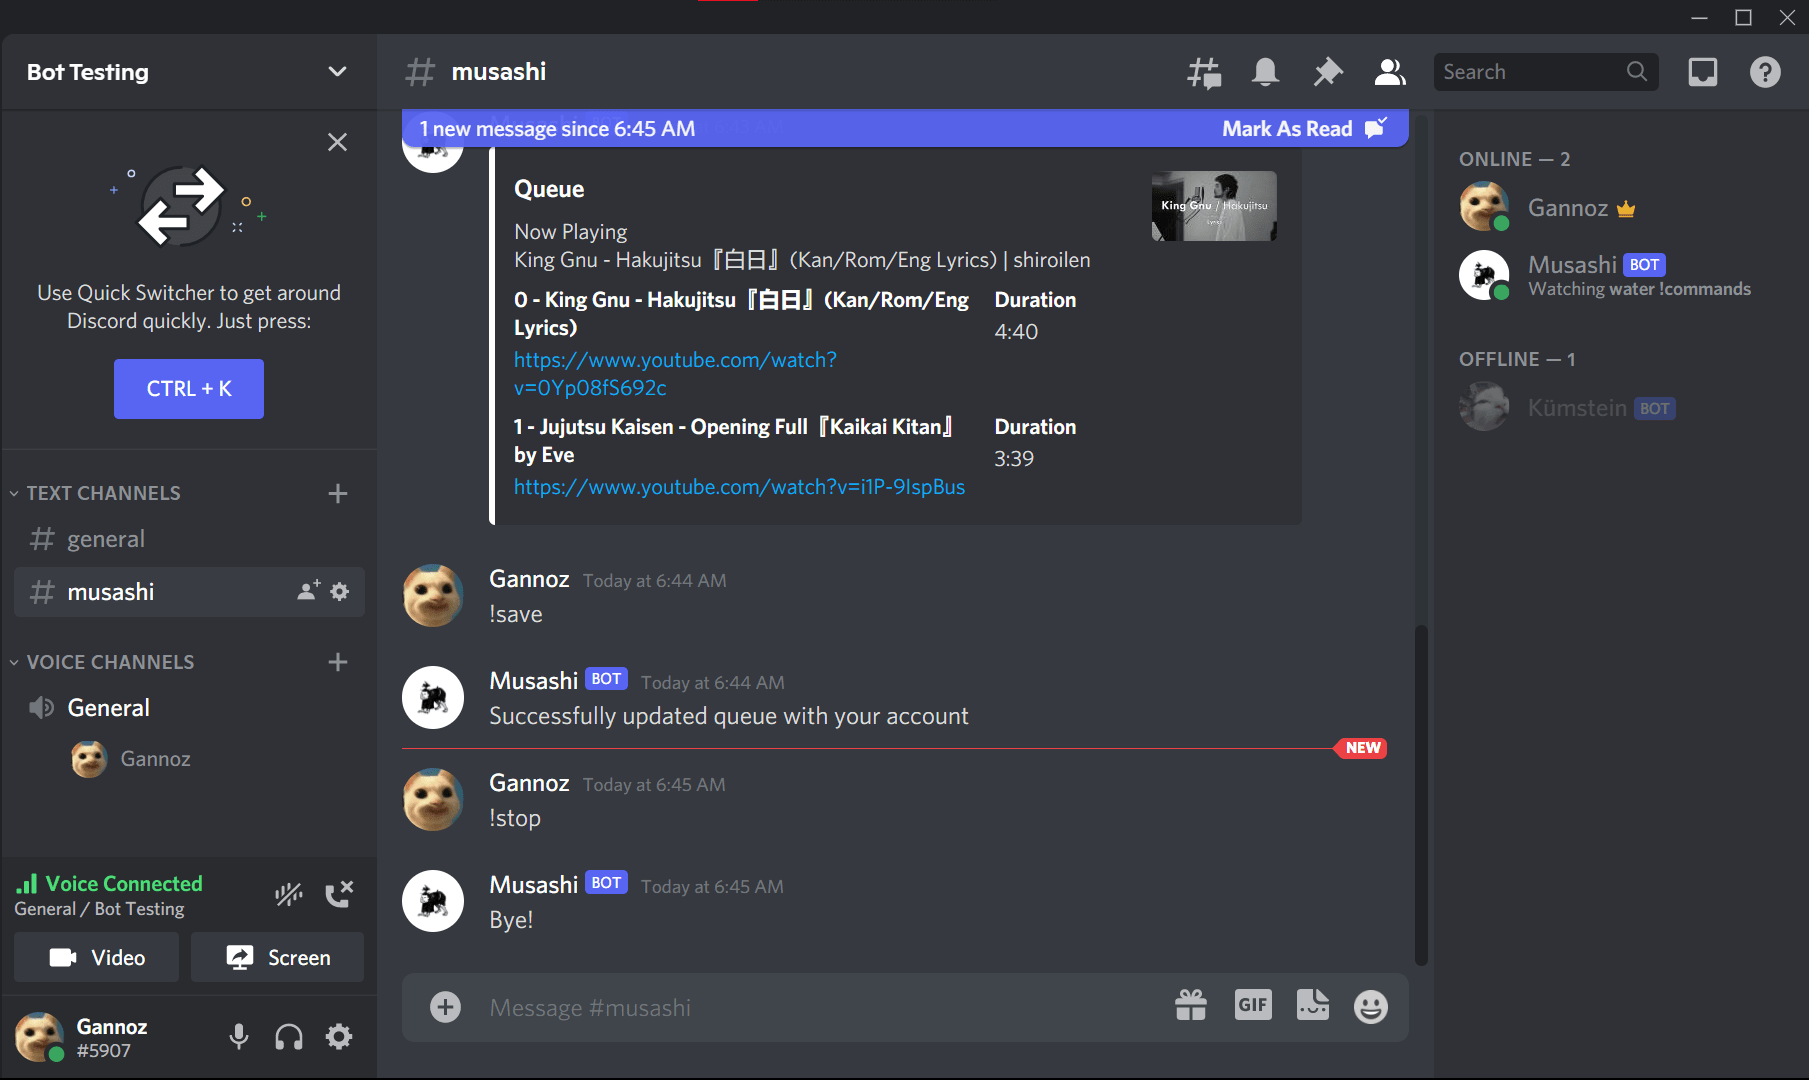 Bot Testing
Use Quick Switcher to get around
Discord quickly. Just press:
CTRL + K
TEXT CHANNELS
general
musashi
VOICE CHANNELS
General
Gannoz
Voice Connected
General / Bot Testing
Video
Screen
Gannoz
#5907
musashi
Search
1 new message since 6:45 AM
Mark As Read
Queue
Now Playing
King Gnu - Hakujitsu『白日』(Kan/Rom/Eng Lyrics) | shiroilen
0 - King Gnu - Hakujitsu『白日』(Kan/Rom/Eng
Lyrics)
Duration
4:40
https://www.youtube.com/watch?
v=0Yp08fS692c
1 - Jujutsu Kaisen - Opening Full『Kaikai Kitan』
by Eve
Duration
3:39
https://www.youtube.com/watch?v=i1P-9IspBus
King Gnu / Hakujitsu
Lyrics
Gannoz Today at 6:44 AM
!save
Musashi BOT Today at 6:44 AM
Successfully updated queue with your account
NEW
Gannoz Today at 6:45 AM
!stop
Musashi BOT Today at 6:45 AM
Bye!
Message #musashi
GIF
ONLINE — 2
Gannoz
Musashi BOT
Watching water !commands
OFFLINE — 1
Kümstein BOT